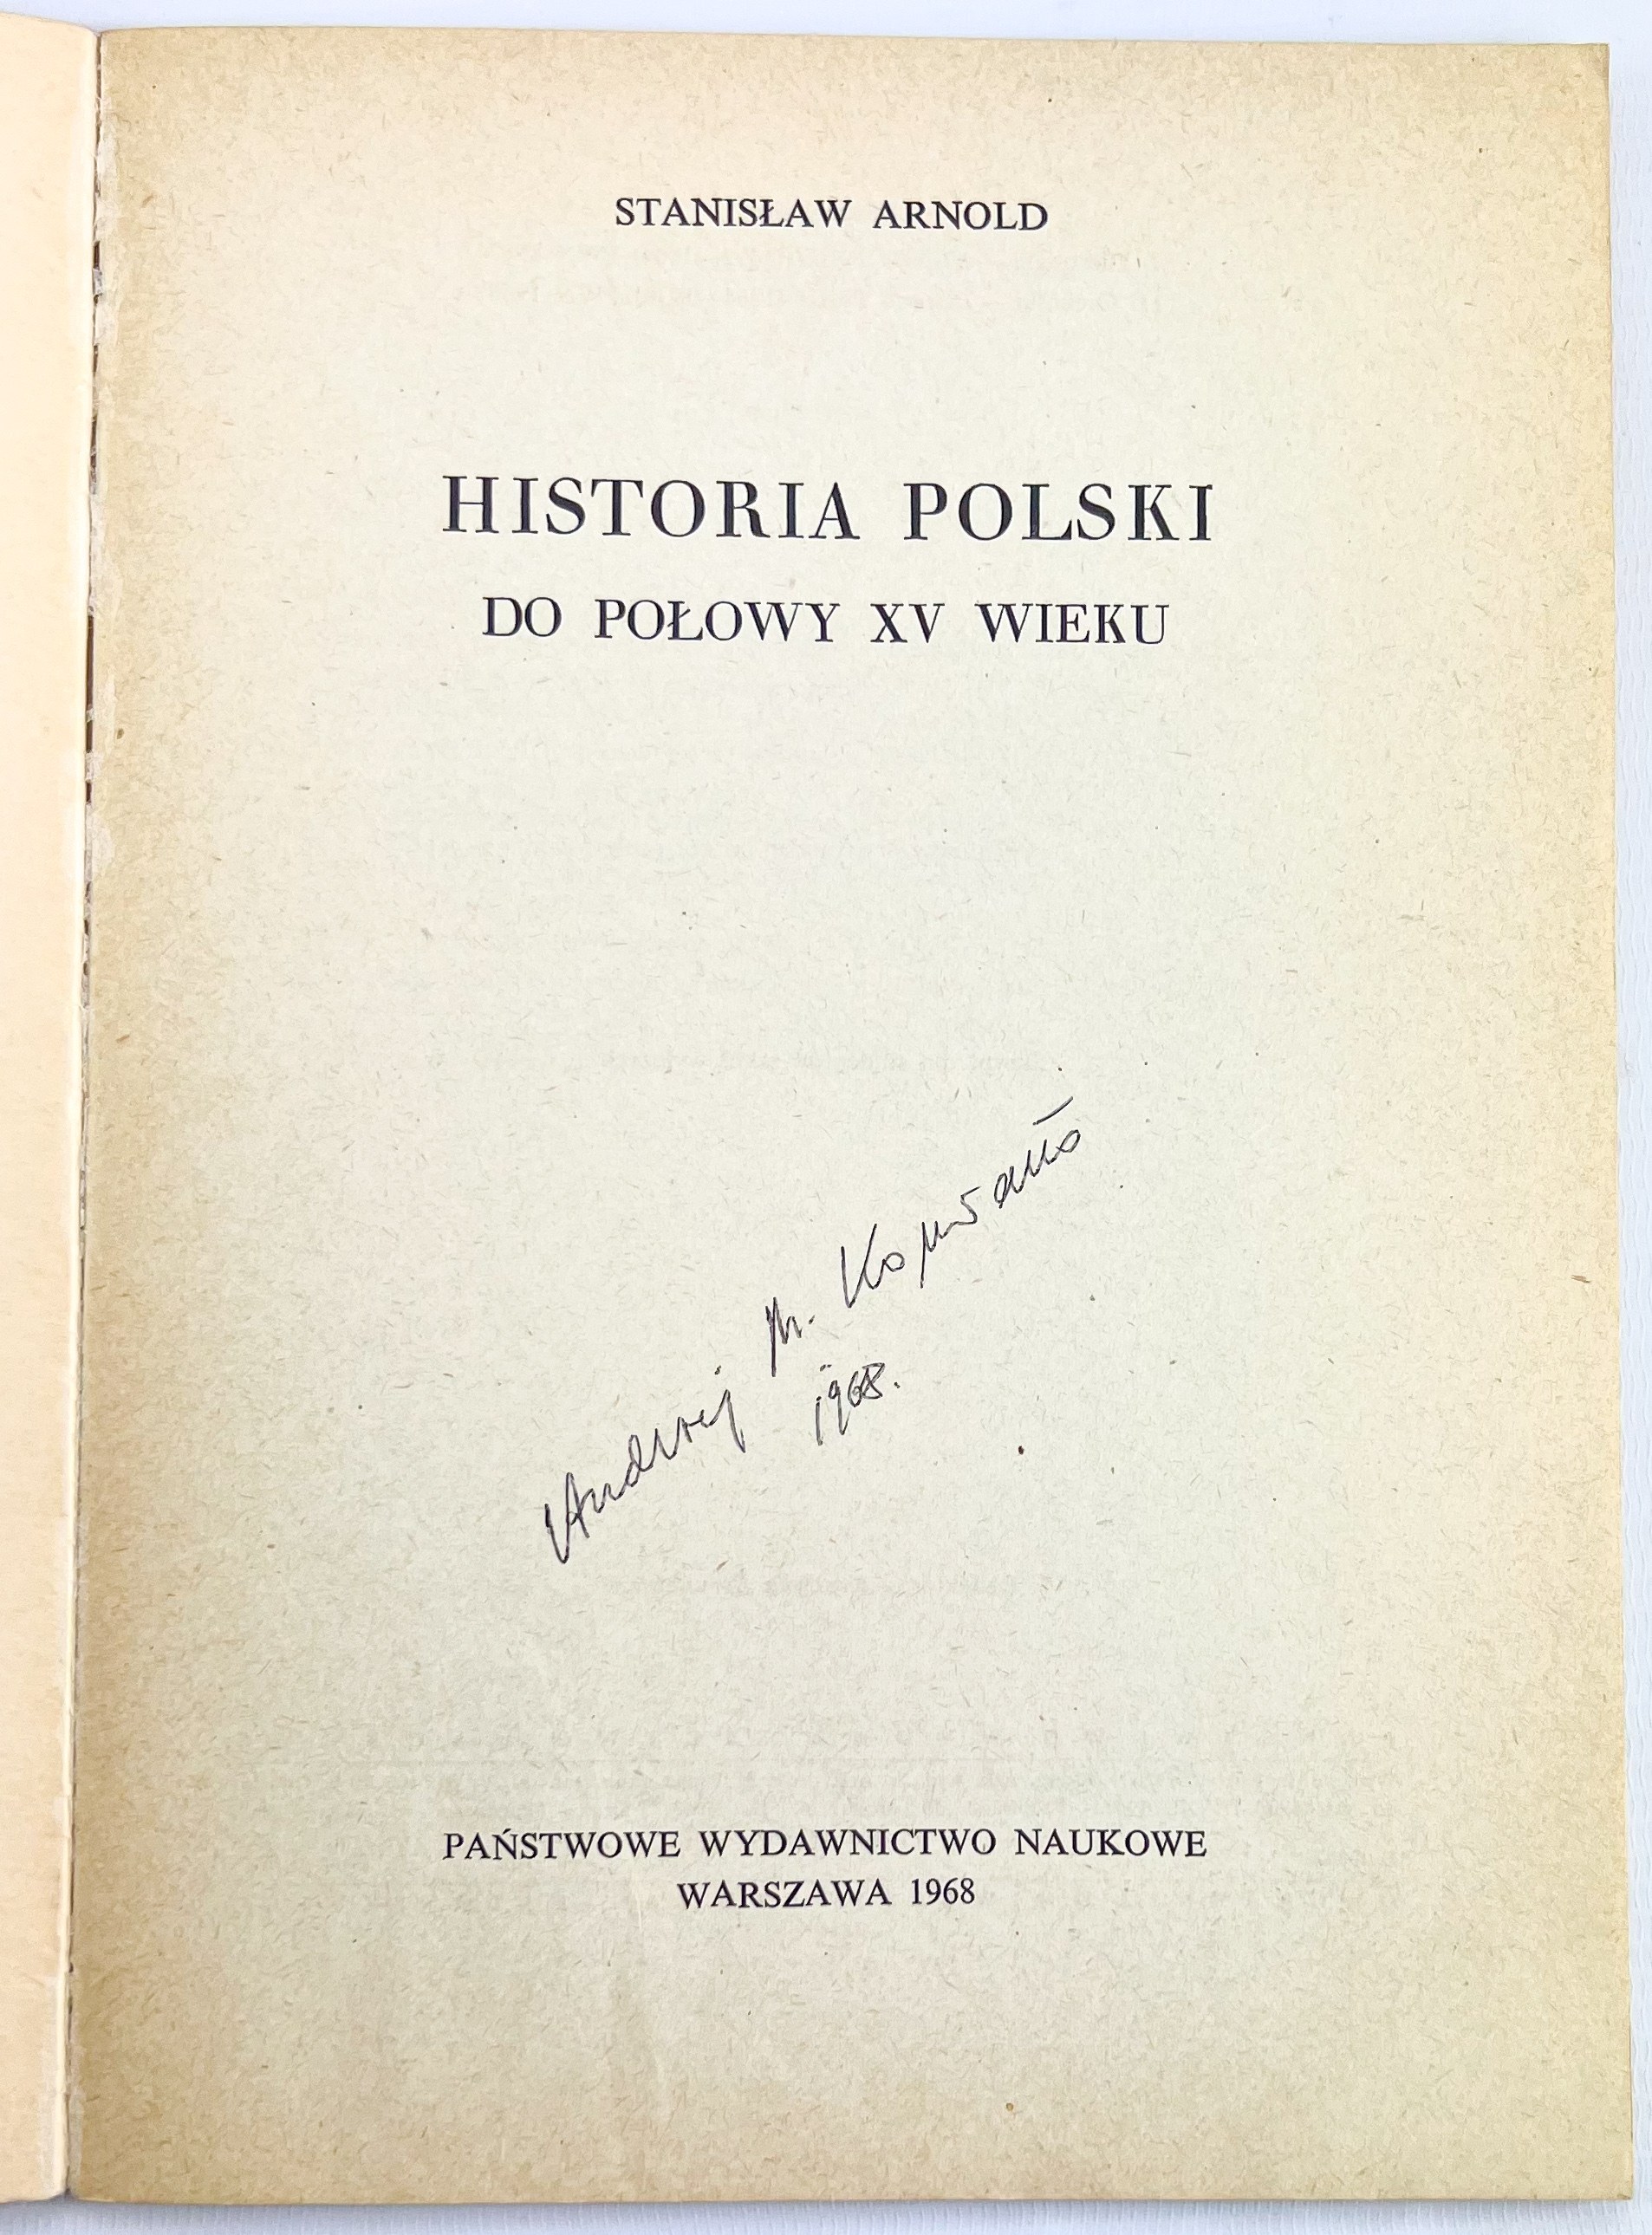 STANISŁAW ARNOLD
HISTORIA POLSKI
DO POŁOWY XV WIEKU
Andrzej M.
1968.
PAŃSTWOWE WYDAWNICTWO NAUKOWE
WARSZAWA 1968